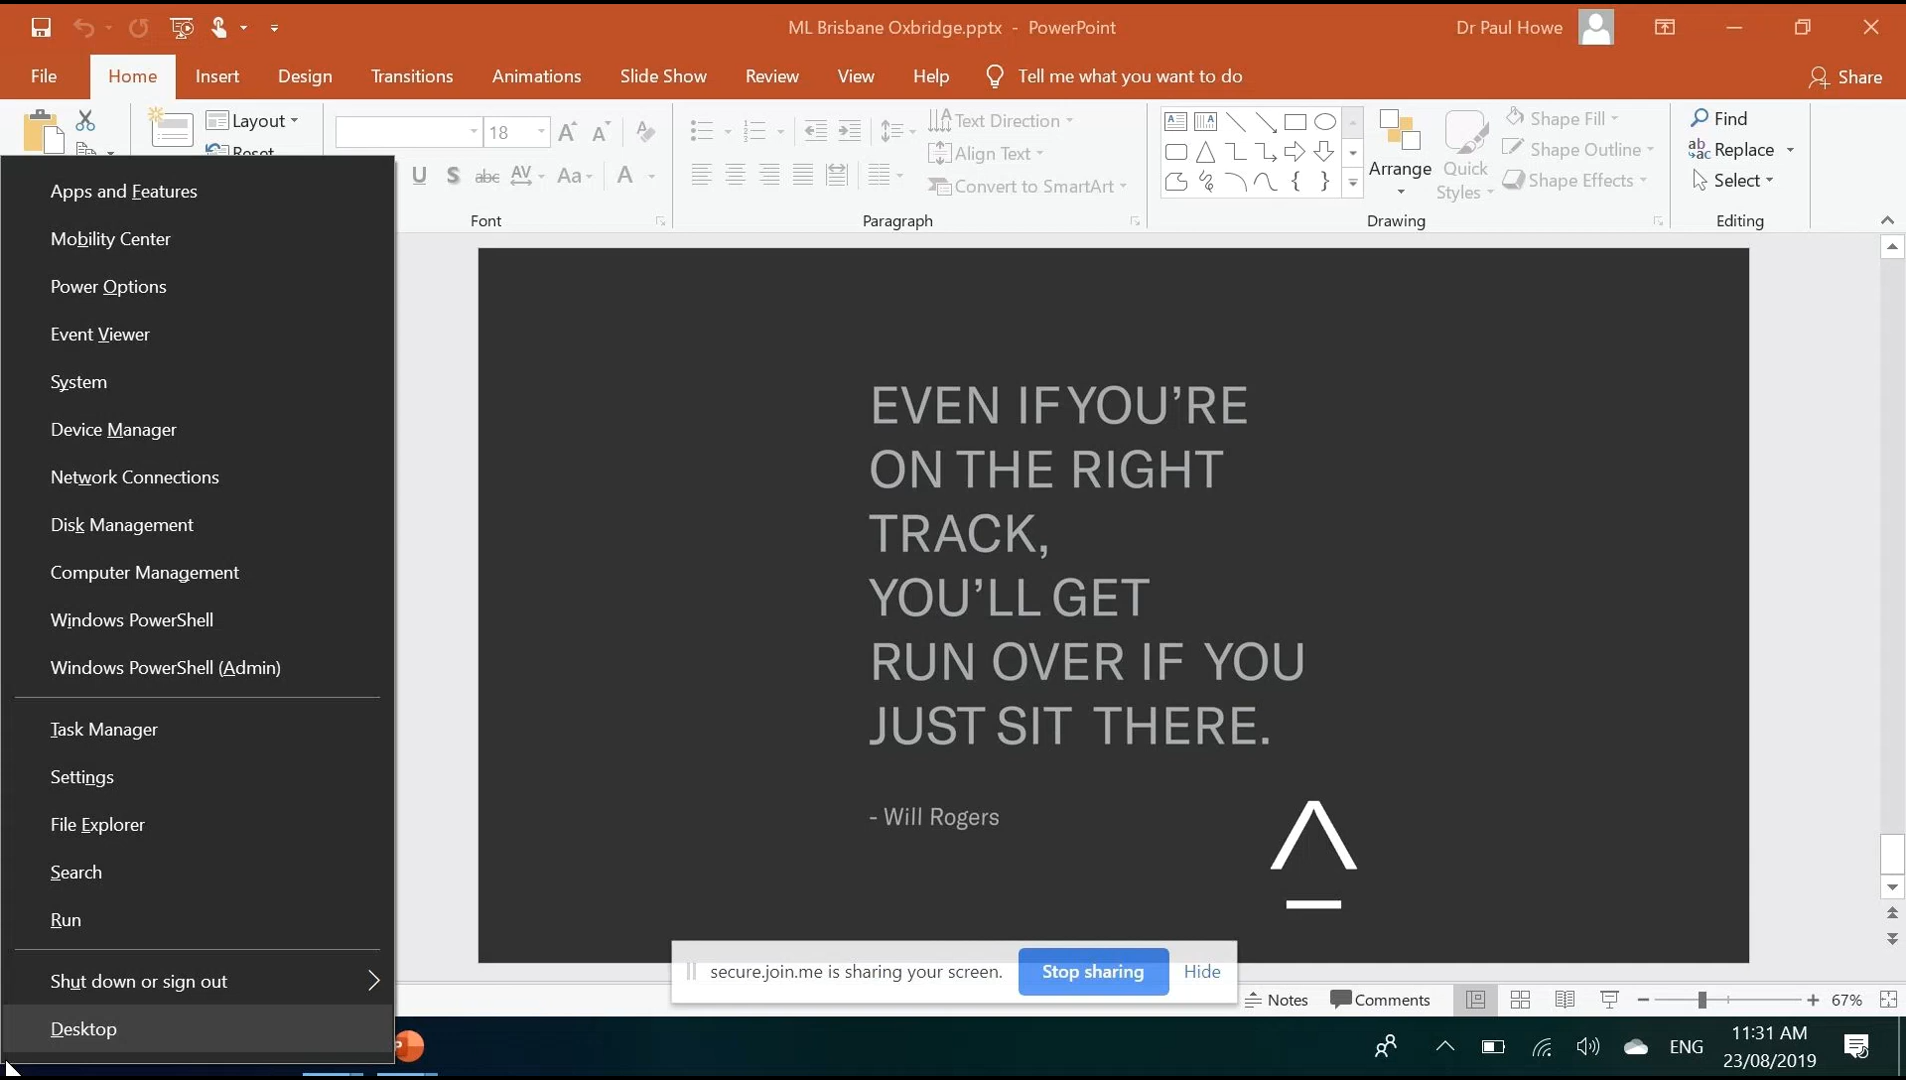 ML Brisbane Oxbridge.pptx - PowerPoint
Dr Paul Howe
File
Home
Insert
Design
Transitions
Animations
Slide Show
Review
View
Help
Tell me what you want to do
Share
Layout
Reset
18
Text Direction
Align Text
Convert to SmartArt
Arrange
Quick
Styles
Shape Fill
Shape Outline
Shape Effects
Find
Replace
Select
Font
Paragraph
Drawing
Editing
Apps and Features
Mobility Center
Power Options
Event Viewer
System
Device Manager
Network Connections
Disk Management
Computer Management
Windows PowerShell
Windows PowerShell (Admin)
Task Manager
Settings
File Explorer
Search
Run
Shut down or sign out
Desktop
EVEN IF YOU’RE
ON THE RIGHT
TRACK,
YOU’LL GET
RUN OVER IF YOU
JUST SIT THERE.
- Will Rogers
secure.join.me is sharing your screen.
Stop sharing
Hide
Notes
Comments
67%
ENG
11:31 AM
23/08/2019